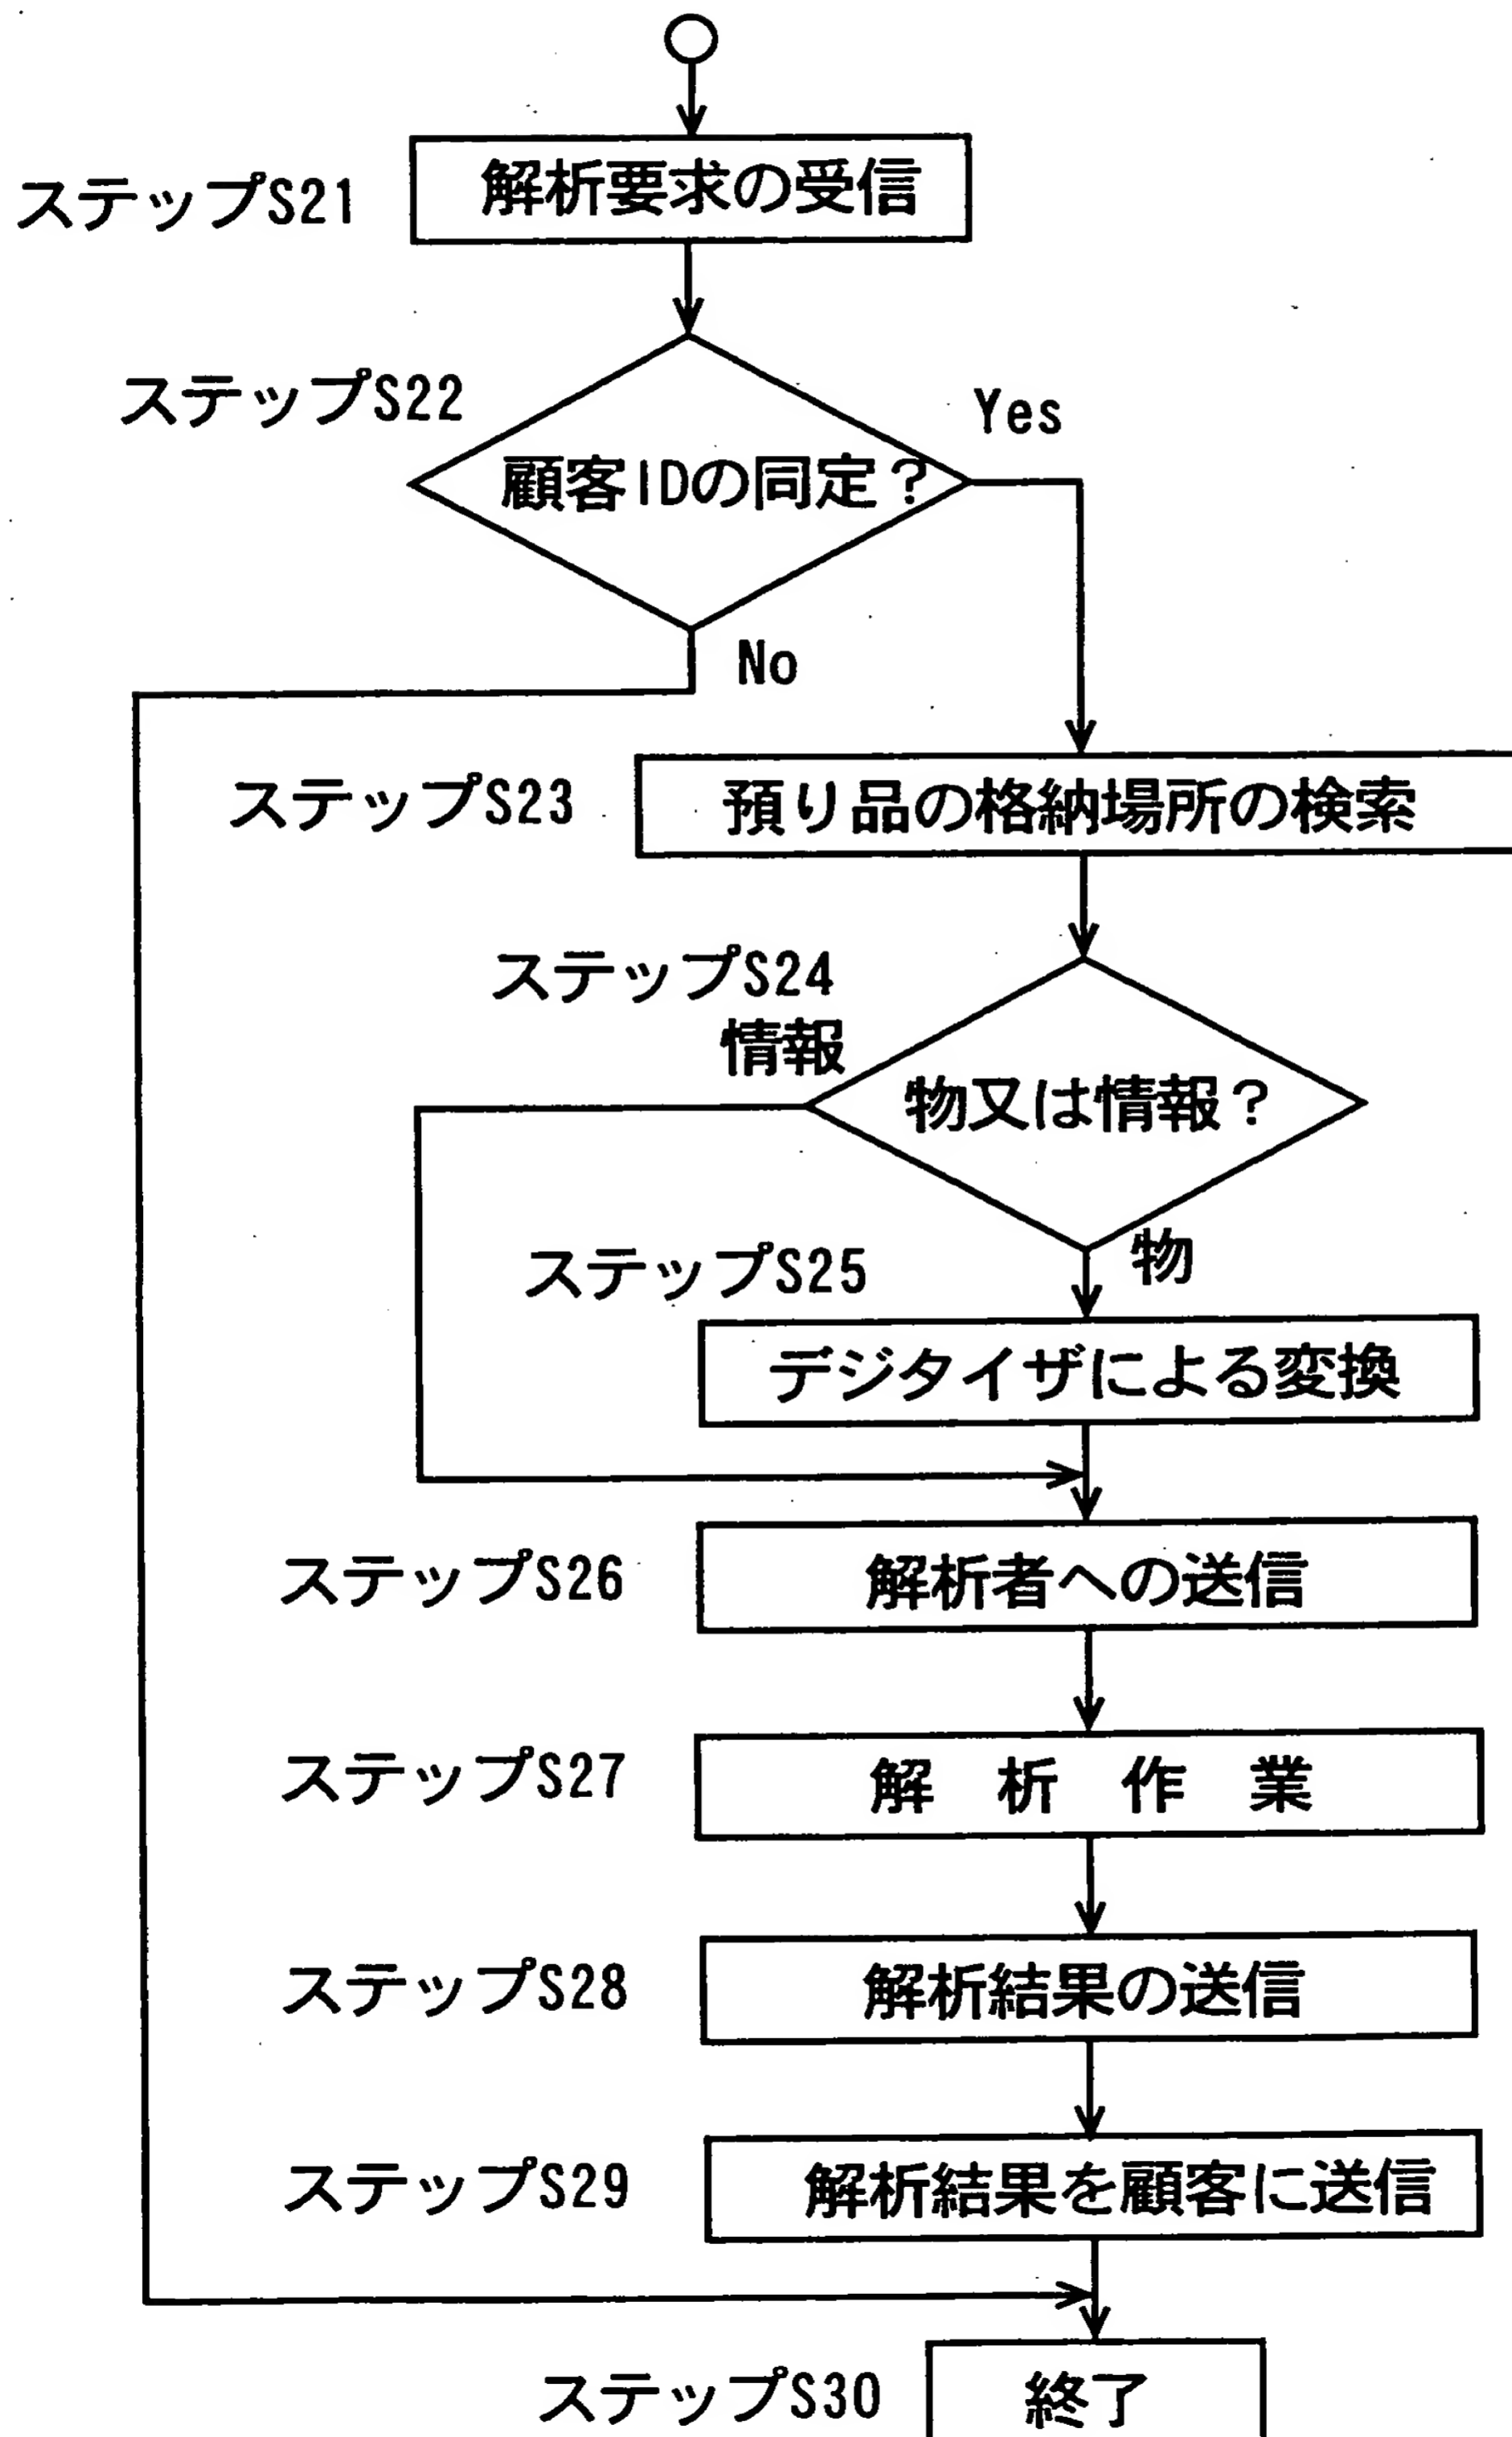 ステップS21
解析要求の受信
ステップS22
顧客IDの同定？
Yes
No
ステップS23
預り品の格納場所の検索
ステップS24
情報
物又は情報？
物
ステップS25
デジタイザによる変換
ステップS26
解析者への送信
ステップS27
解 析 作 業
ステップS28
解析結果の送信
ステップS29
解析結果を顧客に送信
ステップS30
終了